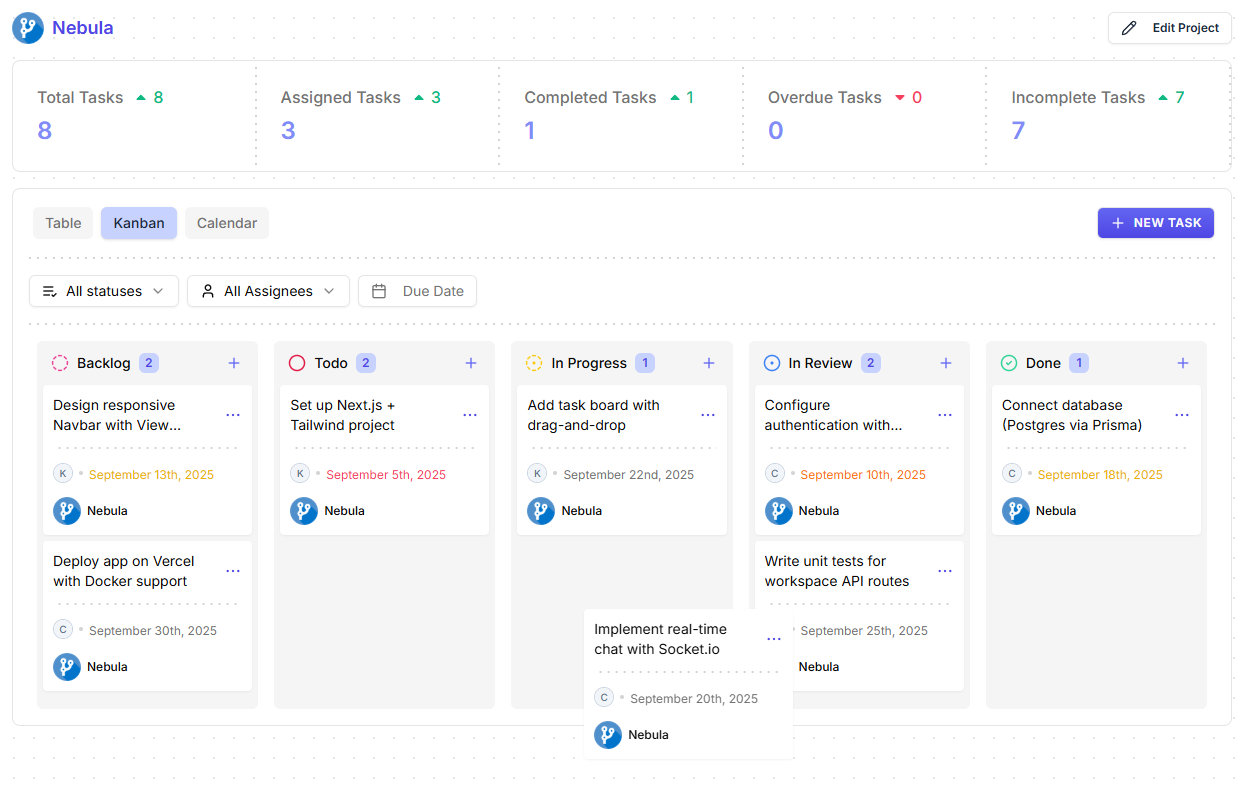 Nebula
Edit Project
Total Tasks 8
8
Assigned Tasks 3
3
Completed Tasks 1
1
Overdue Tasks 0
0
Incomplete Tasks 7
7
Table
Kanban
Calendar
+ NEW TASK
All statuses
All Assignees
Due Date
Backlog 2 +
Design responsive
Navbar with View...
...
K • September 13th, 2025
Nebula
Deploy app on Vercel
with Docker support
...
C • September 30th, 2025
Nebula
Todo 2 +
Set up Next.js +
Tailwind project
...
K • September 5th, 2025
Nebula
In Progress 1 +
Add task board with
drag-and-drop
...
K • September 22nd, 2025
Nebula
Implement real-time
chat with Socket.io
...
C • September 20th, 2025
Nebula
In Review 2 +
Configure
authentication with...
...
C • September 10th, 2025
Nebula
Write unit tests for
workspace API routes
...
• September 25th, 2025
Nebula
Done 1 +
Connect database
(Postgres via Prisma)
...
C • September 18th, 2025
Nebula